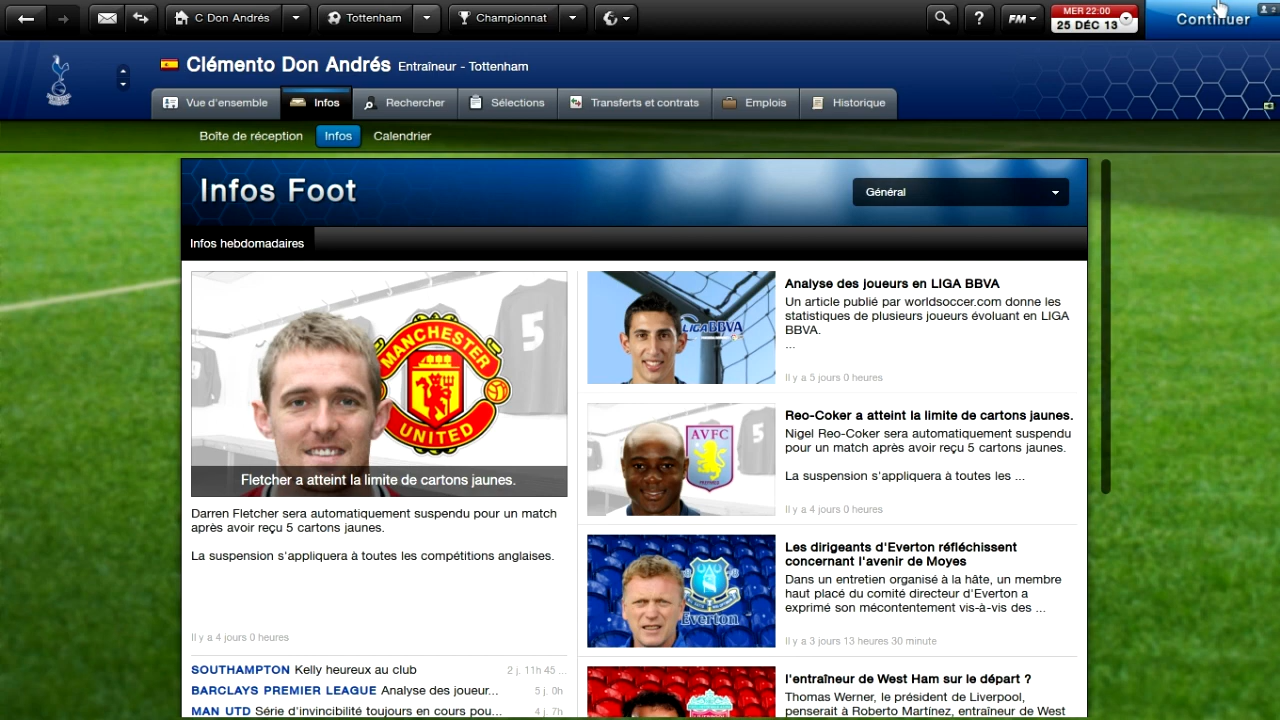 C Don Andrés
Tottenham
Championnat
?
FM
MER 22:00
25 DÉC 13
Continuer
2
Clémento Don Andrés Entraîneur - Tottenham
Vue d'ensemble
Infos
Rechercher
Sélections
Transferts et contrats
Emplois
Historique
Boîte de réception
Infos
Calendrier
Infos Foot
Général
Infos hebdomadaires
MANCHESTER
UNITED
5
Fletcher a atteint la limite de cartons jaunes.
Darren Fletcher sera automatiquement suspendu pour un match
après avoir reçu 5 cartons jaunes.
La suspension s'appliquera à toutes les compétitions anglaises.
Il y a 4 jours 0 heures
SOUTHAMPTON Kelly heureux au club 2 j. 11h 45 ...
BARCLAYS PREMIER LEAGUE Analyse des joueur... 5 j. 0h
MAN UTD Série d'invincibilité toujours en cours pou... 4 j. 7h
LIGA BBVA
Analyse des joueurs en LIGA BBVA
Un article publié par worldsoccer.com donne les
statistiques de plusieurs joueurs évoluant en LIGA
BBVA.
...
Il y a 5 jours 0 heures
AVFC
5
Reo-Coker a atteint la limite de cartons jaunes.
Nigel Reo-Coker sera automatiquement suspendu
pour un match après avoir reçu 5 cartons jaunes.
La suspension s'appliquera à toutes les ...
Il y a 4 jours 0 heures
Everton
Les dirigeants d'Everton réfléchissent
concernant l'avenir de Moyes
Dans un entretien organisé à la hâte, un membre
haut placé du comité directeur d'Everton a
exprimé son mécontentement vis-à-vis des ...
Il y a 3 jours 13 heures 30 minute
l'entraîneur de West Ham sur le départ ?
Thomas Werner, le président de Liverpool,
penserait à Roberto Martínez, entraîneur de West